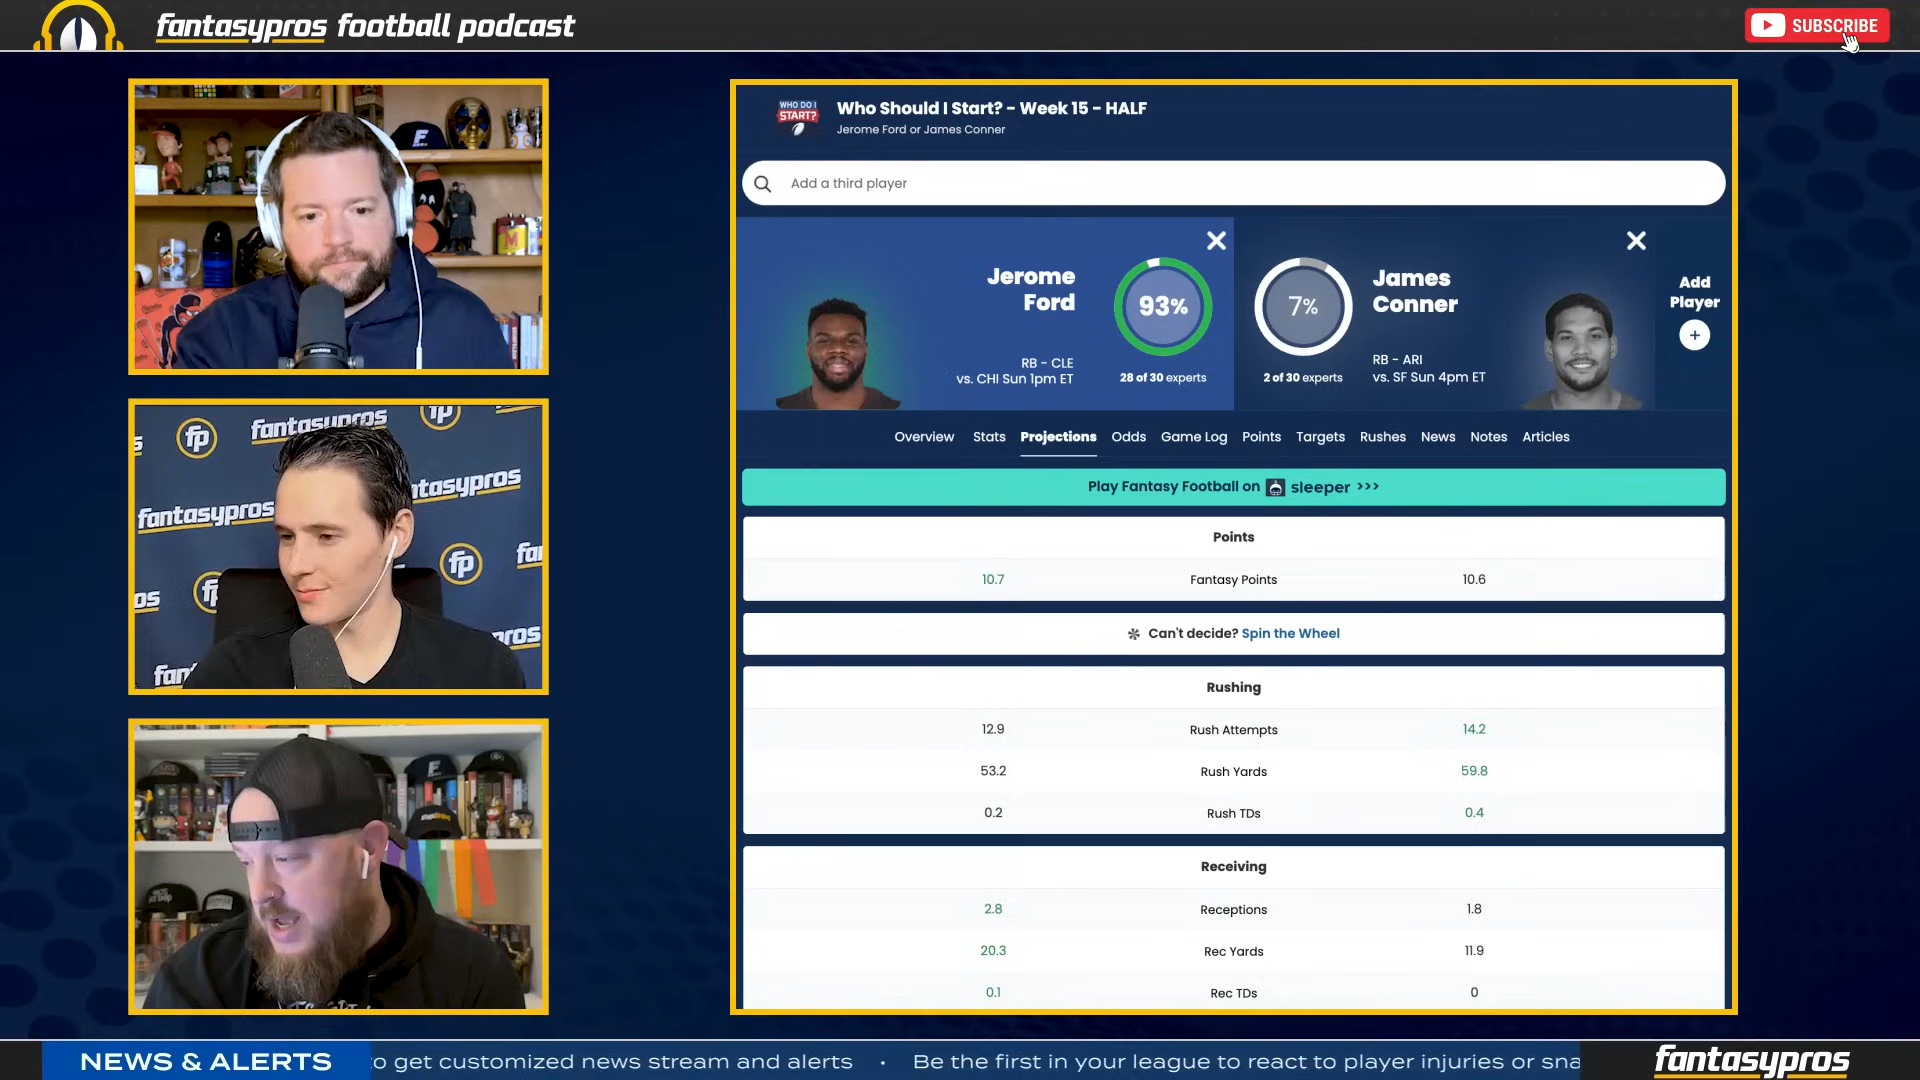 fantasypros football podcast
SUBSCRIBE
WHO DO I
START?
Who Should I Start? - Week 15 - HALF
Jerome Ford or James Conner
Add a third player
Jerome
Ford
93%
RB - CLE
vs. CHI Sun 1pm ET
28 of 30 experts
7%
2 of 30 experts
James
Conner
RB - ARI
vs. SF Sun 4pm ET
Add
Player
+
Overview Stats Projections Odds Game Log Points Targets Rushes News Notes Articles
Play Fantasy Football on sleeper >>>
Points
10.7 Fantasy Points 10.6
Can't decide? Spin the Wheel
Rushing
12.9 Rush Attempts 14.2
53.2 Rush Yards 59.8
0.2 Rush TDs 0.4
Receiving
2.8 Receptions 1.8
20.3 Rec Yards 11.9
0.1 Rec TDs 0
fp
fantasypros
fp
fantasypros
fp
NEWS & ALERTS
to get customized news stream and alerts • Be the first in your league to react to player injuries or sna
fantasypros